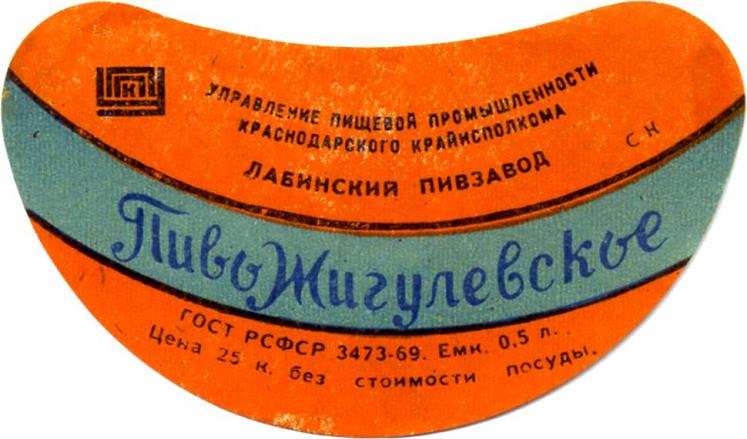 УПРАВЛЕНИЕ ПИЩЕВОЙ ПРОМЫШЛЕННОСТИ
КРАСНОДАРСКОГО КРАЙИСПОЛКОМА
ЛАБИНСКИЙ ПИВЗАВОД
СН
Пиво Жигулевское
ГОСТ РСФСР 3473-69. Емк. 0,5 л.
Цена 25 к. без стоимости посуды.